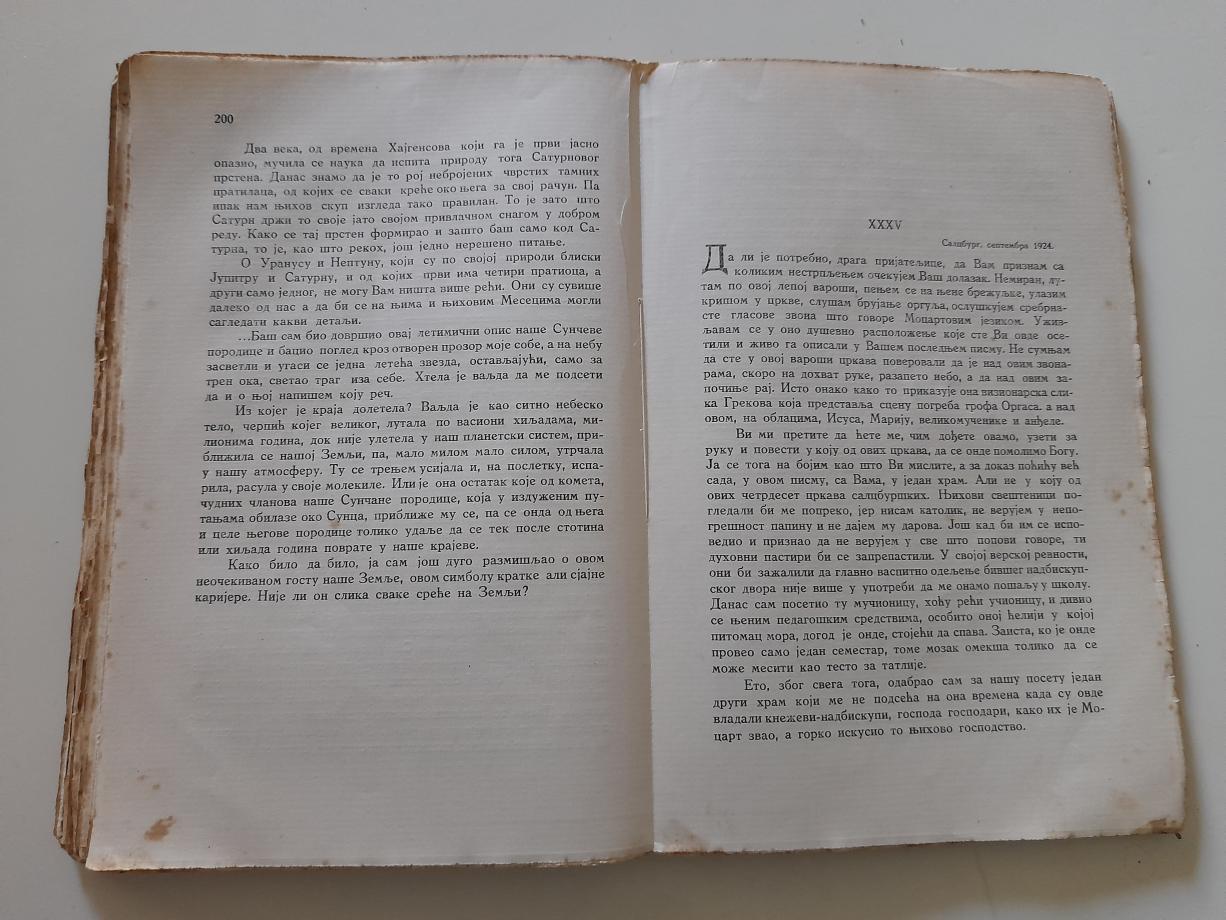 200
Два века, од времена Хајгенсова који га је први јасно
опазио, мучила се наука да испита природу тога Сатурновог
прстена. Данас знамо да је то рој небројених чврстих тамних
пратилаца, од којих се сваки креће око њега за свој рачун. Па
ипак нам њихов скуп изгледа тако правилан. То је зато што
Сатурн држи то своје јато својом привлачном снагом у добром
реду. Како се тај прстен формирао и зашто баш само код Са-
турна, то је, као што рекох, још једно нерешено питање.
О Уранусу и Нептуну, који су по својој природи блиски
Јупитру и Сатурну, и од којих први има четири пратиоца, а
други само једног, не могу Вам ништа више рећи. Они су сувише
далеко од нас а да би се на њима и њиховим Месецима могли
сагледати какви детаљи.
...Баш сам био довршио овај летимични опис наше Сунчеве
породице и бацио поглед кроз отворен прозор моје собе, а на небу
засветли и угаси се једна летећа звезда, остављајући, само за
трен ока, светао траг иза себе. Хтела је ваљда да ме подсети
да и о њој напишем коју реч.
Из којег је краја долетела? Ваљда је као ситно небеско
тело, черпић којег великог, лутала по васиони хиљадама, ми-
лионима година, док није улетела у наш планетски систем, при-
ближила се нашој Земљи, па, мало милом мало силом, утрчала
у нашу атмосферу. Ту се трењем усијала и, на послетку, испа-
рила, расула у своје молекиле. Или је она остатак које од комета,
чудних чланова наше Сунчане породице, која у издуженим пу-
тањама обилазе око Сунца, приближе му се, па се онда од њега
и целе његове породице толико удаље да се тек после стотина
или хиљада година поврате у наше крајеве.
Како било да било, ја сам још дуго размишљао о овом
неочекиваном госту наше Земље, овом симболу кратке али сјајне
каријере. Није ли он слика сваке среће на Земљи?
XXXV
Салцбург, септембра 1924.
Да ли је потребно, драга пријатељице, да Вам признам са
коликим нестрпљењем очекујем Ваш долазак. Немиран, лу-
там по овој лепој вароши, пењем се на њене брежуљке, улазим
кришом у цркве, слушам брујање оргуља, ослушкујем сребрна-
сте гласове звона што говоре Моцартовим језиком. Ужив-
љавам се у оно душевно расположење које сте Ви овде осе-
тили и живо га описали у Вашем последњем писму. Не сумњам
да сте у овој вароши цркава поверовали да је над овим звона-
рама, скоро на дохват руке, разапето небо, а да над овим за-
почиње рај. Исто онако како то приказује она визионарска сли-
ка Грекова која представља сцену погреба грофа Оргаса. а над
овом, на облацима, Исуса, Марију, великомученике и анђеле.
Ви ми претите да ћете ме, чим дођете овамо, узети за
руку и повести у коју од ових цркава, да се онде помолимо Богу.
Ја се тога на бојим као што Ви мислите, а за доказ поћићу већ
сада, у овом писму, са Вама, у један храм. Али не у коју од
ових четрдесет цркава салцбуршких. Њихови свештеници по-
гледали би ме попреко, јер нисам католик, не верујем у непо-
грешност папину и не дајем му дарова. Још кад би им се испо-
ведио и признао да не верујем у све што попови говоре, ти
духовни пастири би се запрепастили. У својој верској ревности,
они би зажалили да главно васпитно одељење бившег надбискуп-
ског двора није више у употреби да ме онамо пошаљу у школу.
Данас сам посетио ту мучионицу, хоћу рећи учионицу, и дивио
се њеним педагошким средствима, особито оној ћелији у којој
питомац мора, догод је онде, стојећи да спава. Заиста, ко је онде
провео само један семестар, томе мозак омекша толико да се
може месити као тесто за татлије.
Ето, због свега тога, одабрао сам за нашу посету један
други храм који ме не подсећа на она времена када су овде
владали кнежеви-надбискупи, господа господари, како их је Мо-
царт звао, а горко искусио то њихово господство.